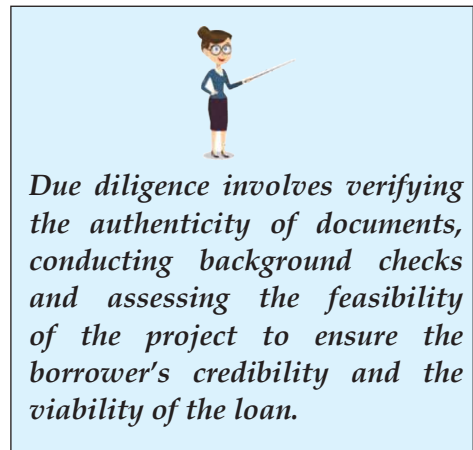 Due diligence involves verifying
the authenticity of documents,
conducting background checks
and assessing the feasibility
of the project to ensure the
borrower's credibility and the
viability of the loan.